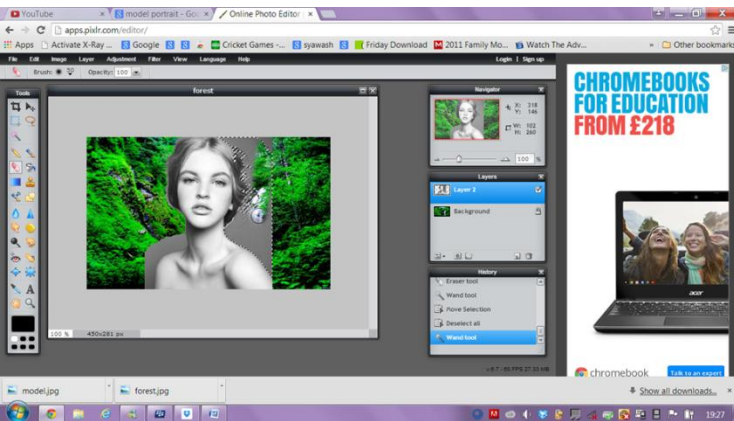 YouTube
model portrait - Goo
Online Photo Editor |
apps.pixlr.com/editor/
Apps
Activate X-Ray ...
Google
Cricket Games -...
syawash
(Friday Download
2011 Family Mo...
Watch The Adv...
Other bookmarks
File Edit Image Layer Adjustment Filter View Language Help
Login | Sign up
Brush:
Opacity: 100
Tools
forest
100 %
450x281 px
Navigator
X: 318
Y: 146
W: 102
H: 260
100 %
Layers
Layer 2
Background
History
Eraser tool
Wand tool
Move Selection
Deselect all
Wand tool
CHROMEBOOKS
FOR EDUCATION
FROM £218
acer
chromebook
Talk to an expert
model.jpg
forest.jpg
Show all downloads...
19:27